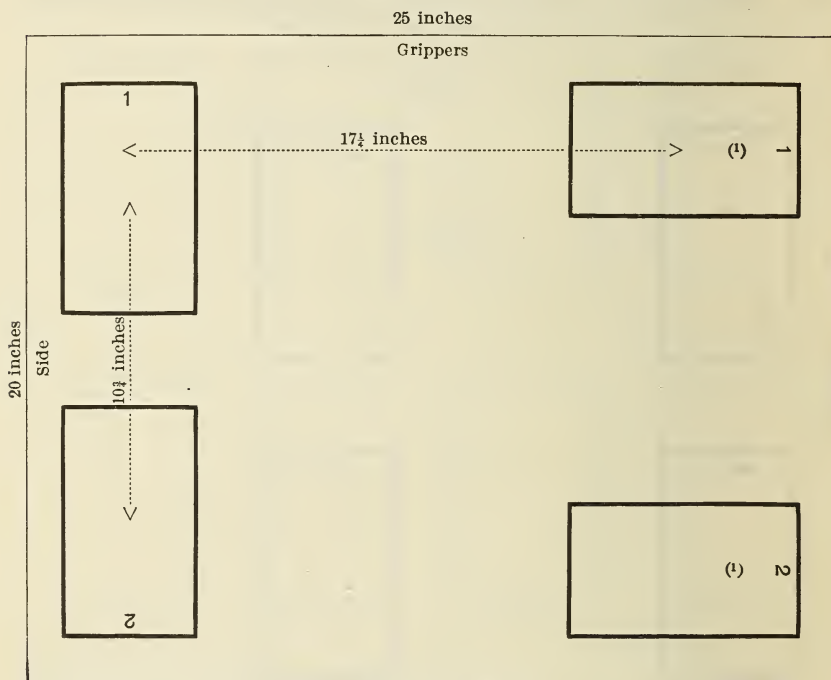 25 inches
Grippers
1
17¼ inches
(1)
1
20 inches
Side
10¾ inches
2
(1)
2